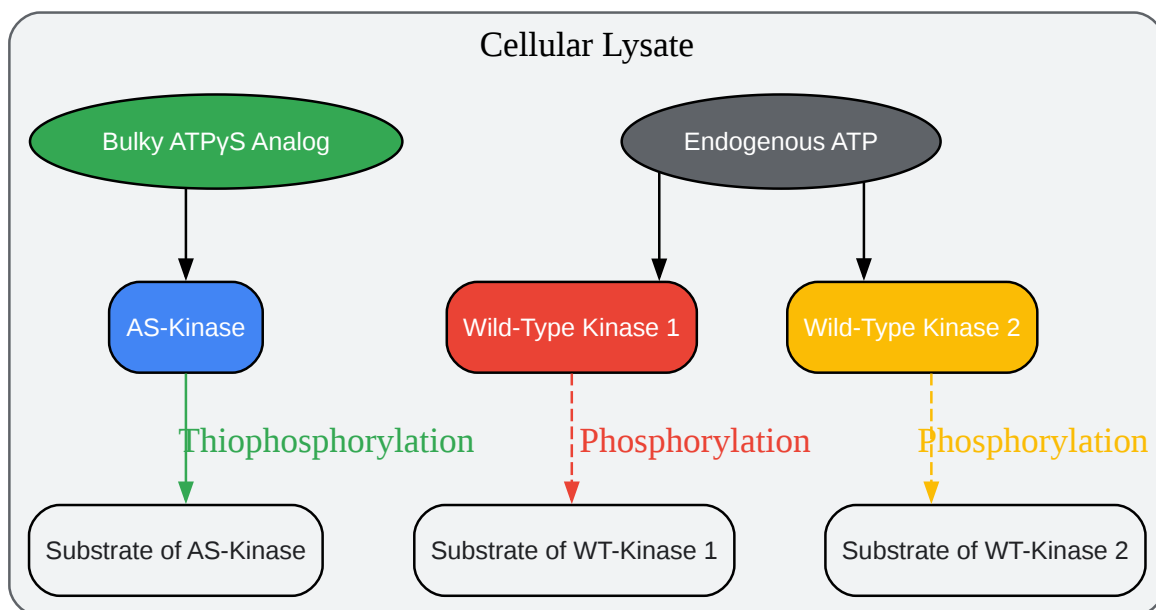 Cellular Lysate
Bulky ATPγS Analog
Endogenous ATP
AS-Kinase
Wild-Type Kinase 1
Wild-Type Kinase 2
Thiophosphorylation
Phosphorylation
Phosphorylation
Substrate of AS-Kinase
Substrate of WT-Kinase 1
Substrate of WT-Kinase 2